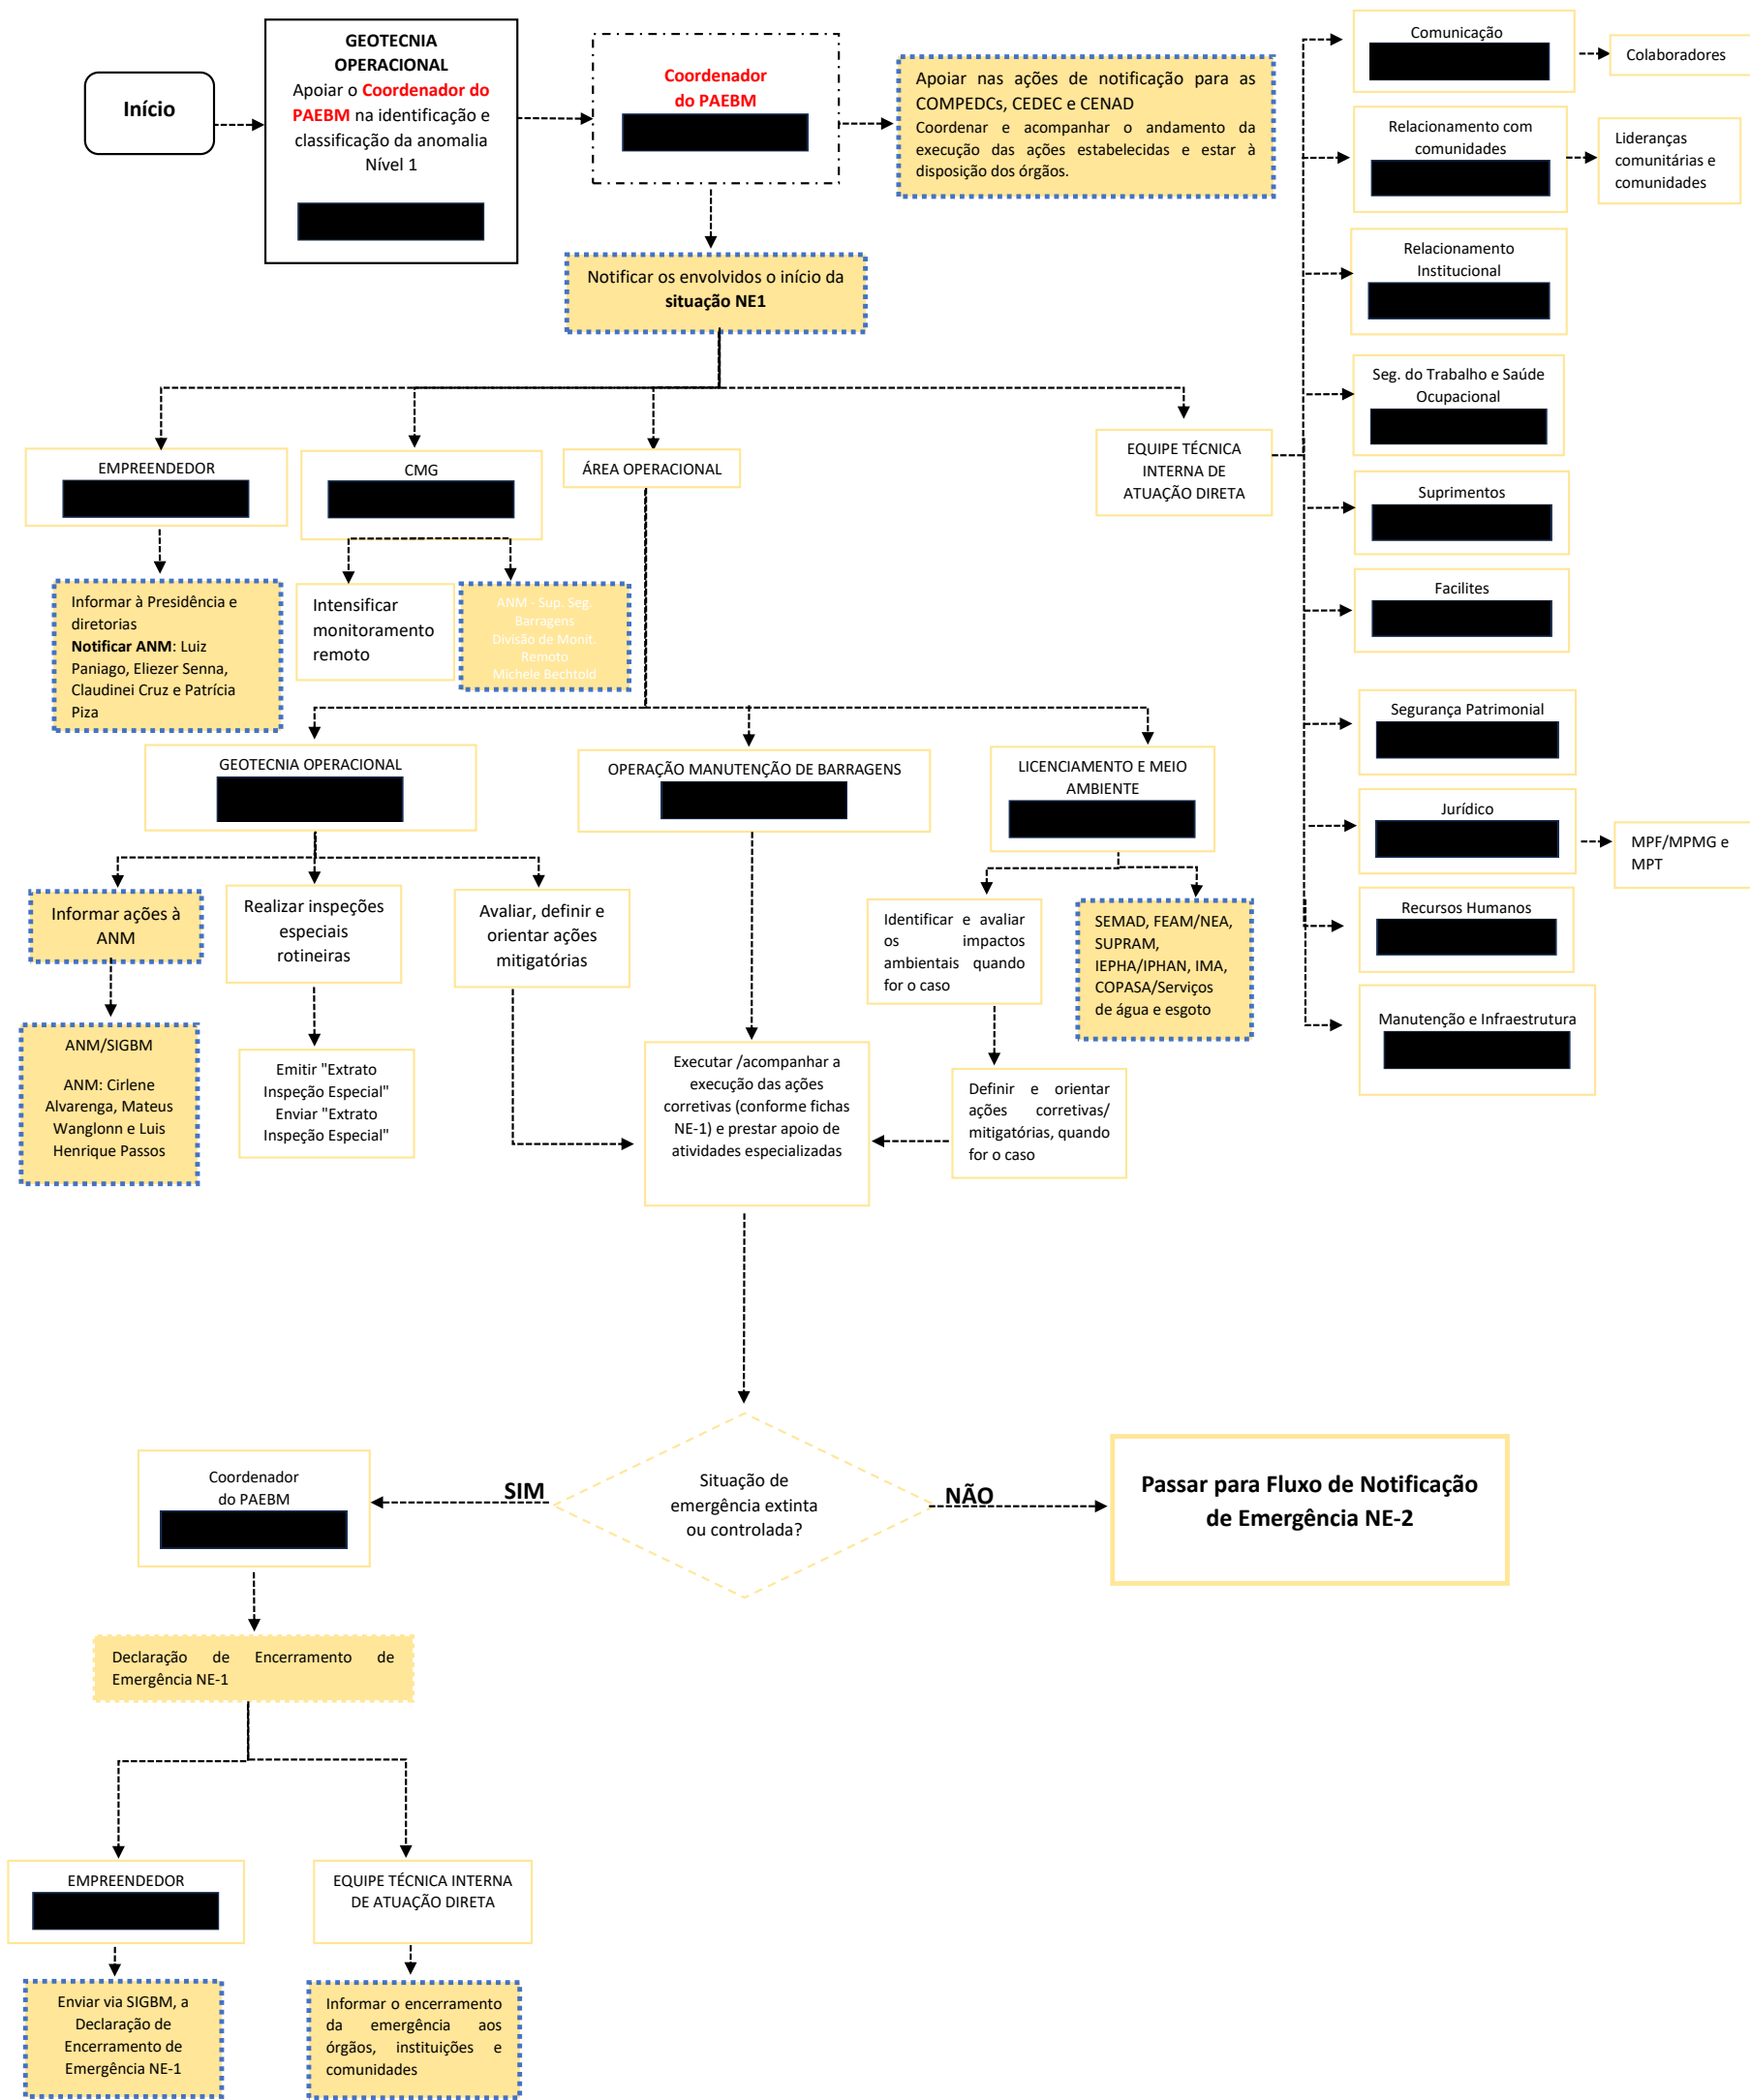 Início
GEOTECNIA
OPERACIONAL
Apoiar o Coordenador do
PAEBM na identificação e
classificação da anomalia
Nível 1
Coordenador
do PAEBM
Apoiar nas ações de notificação para as
COMPEDCs, CEDEC e CENAD
Coordenar e acompanhar o andamento da
execução das ações estabelecidas e estar à
disposição dos órgãos.
Notificar os envolvidos o início da
situação NE1
Comunicação
Colaboradores
Relacionamento com
comunidades
Lideranças
comunitárias e
comunidades
Relacionamento
Institucional
Seg. do Trabalho e Saúde
Ocupacional
Suprimentos
Facilites
Segurança Patrimonial
Jurídico
MPF/MPMG e
MPT
Recursos Humanos
Manutenção e Infraestrutura
EMPREENDEDOR
CMG
ÁREA OPERACIONAL
EQUIPE TÉCNICA
INTERNA DE
ATUAÇÃO DIRETA
Informar à Presidência e
diretorias
Notificar ANM: Luiz
Paniago, Eliezer Senna,
Claudinei Cruz e Patrícia
Piza
Intensificar
monitoramento
remoto
ANM - Sup. Seg.
Barragens
Divisão de Monit.
Remoto
Michele Bechtold
GEOTECNIA OPERACIONAL
OPERAÇÃO MANUTENÇÃO DE BARRAGENS
LICENCIAMENTO E MEIO
AMBIENTE
Informar ações à
ANM
Realizar inspeções
especiais
rotineiras
Avaliar, definir e
orientar ações
mitigatórias
Identificar e avaliar
os impactos
ambientais quando
for o caso
SEMAD, FEAM/NEA,
SUPRAM,
IEPHA/IPHAN, IMA,
COPASA/Serviços
de água e esgoto
ANM/SIGBM
ANM: Cirlene
Alvarenga, Mateus
Wanglonn e Luis
Henrique Passos
Emitir "Extrato
Inspeção Especial"
Enviar "Extrato
Inspeção Especial"
Executar /acompanhar a
execução das ações
corretivas (conforme fichas
NE-1) e prestar apoio de
atividades especializadas
Definir e orientar
ações corretivas/
mitigatórias, quando
for o caso
Situação de
emergência extinta
ou controlada?
SIM
NÃO
Coordenador
do PAEBM
Passar para Fluxo de Notificação
de Emergência NE-2
Declaração de Encerramento de
Emergência NE-1
EMPREENDEDOR
EQUIPE TÉCNICA INTERNA
DE ATUAÇÃO DIRETA
Enviar via SIGBM, a
Declaração de
Encerramento de
Emergência NE-1
Informar o encerramento
da emergência aos
órgãos, instituições e
comunidades